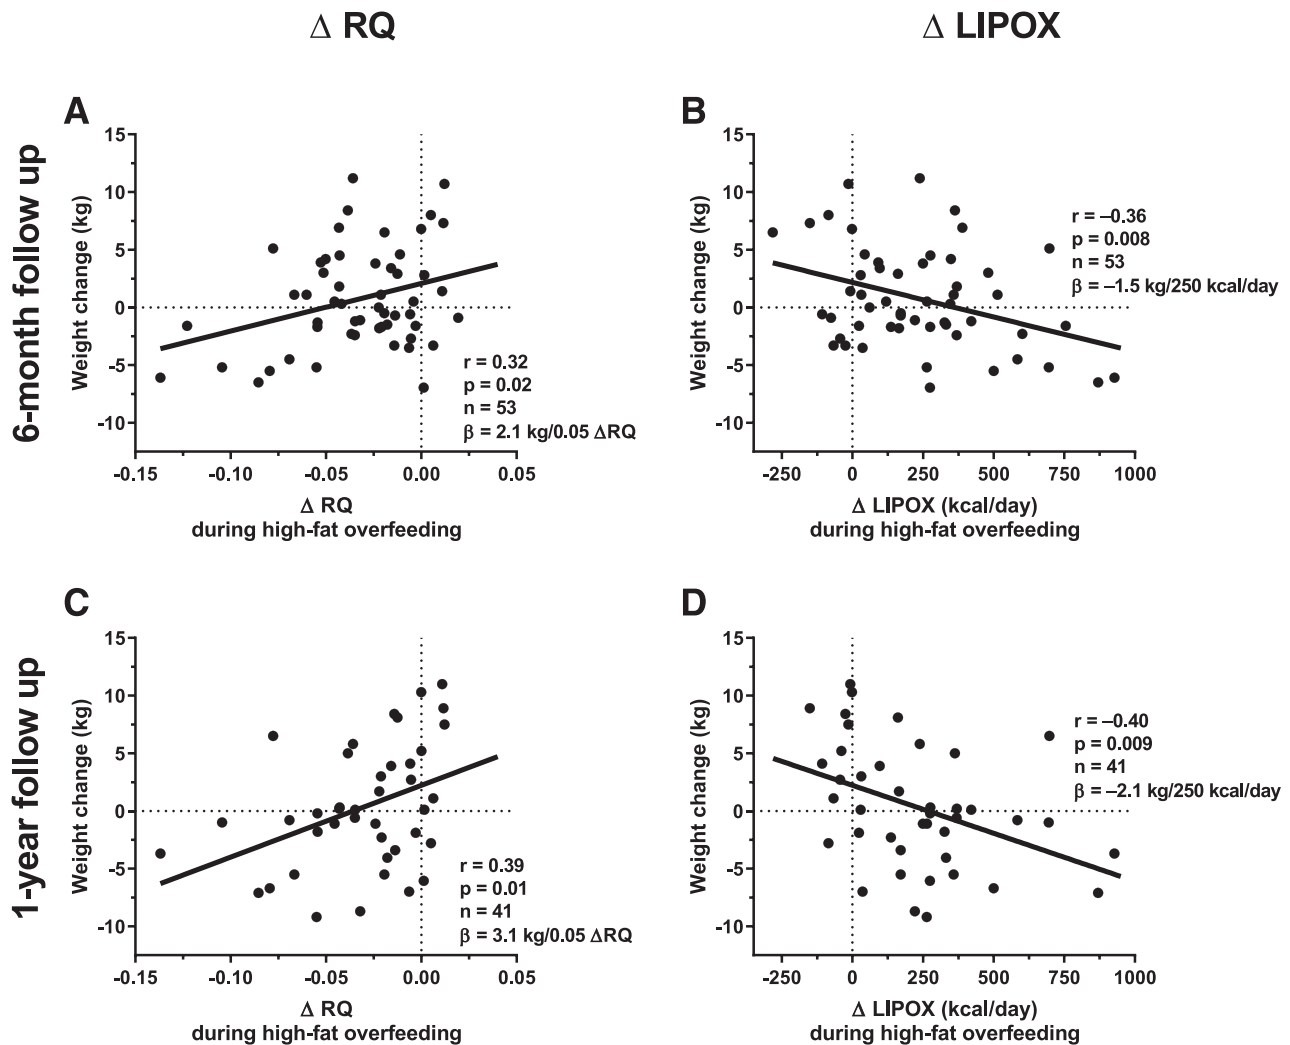 Δ RQ
Δ LIPOX
6-month follow up
A
15
10
5
0
-5
-10
Weight change (kg)
r = 0.32
p = 0.02
n = 53
β = 2.1 kg/0.05 ΔRQ
-0.15 -0.10 -0.05 0.00 0.05
Δ RQ
during high-fat overfeeding
B
15
10
5
0
-5
-10
Weight change (kg)
r = –0.36
p = 0.008
n = 53
β = –1.5 kg/250 kcal/day
-250 0 250 500 750 1000
Δ LIPOX (kcal/day)
during high-fat overfeeding
1-year follow up
C
15
10
5
0
-5
-10
Weight change (kg)
r = 0.39
p = 0.01
n = 41
β = 3.1 kg/0.05 ΔRQ
-0.15 -0.10 -0.05 0.00 0.05
Δ RQ
during high-fat overfeeding
D
15
10
5
0
-5
-10
Weight change (kg)
r = –0.40
p = 0.009
n = 41
β = –2.1 kg/250 kcal/day
-250 0 250 500 750 1000
Δ LIPOX (kcal/day)
during high-fat overfeeding